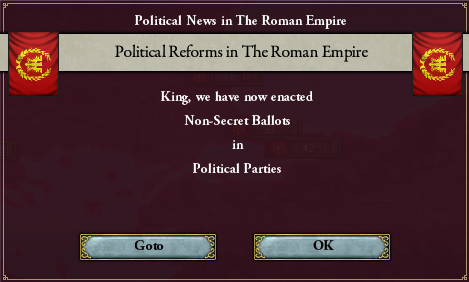 Political News in The Roman Empire
Political Reforms in The Roman Empire
King, we have now enacted
Non-Secret Ballots
in
Political Parties
Goto
OK